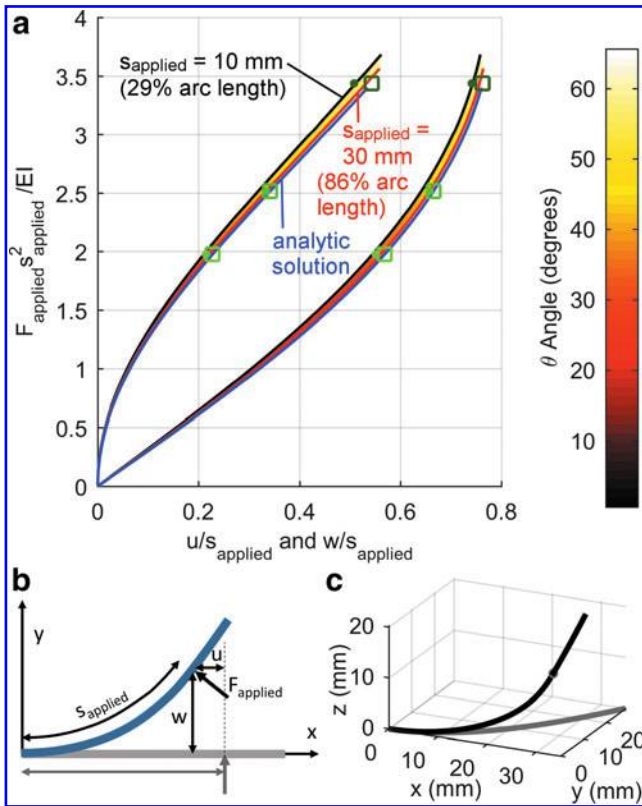 a
4
3.5
3
2.5
2
1.5
1
0.5
0
F_applied s²_applied /EI
s_applied = 10 mm
(29% arc length)
s_applied =
30 mm
(86% arc
length)
analytic
solution
0 0.2 0.4 0.6 0.8
u/s_applied and w/s_applied
60
50
40
30
20
10
θ Angle (degrees)
b
y
s_applied
u
w
F_applied
x
c
20
10
0
z (mm)
0 10 20 30
x (mm)
0 10 20
y (mm)